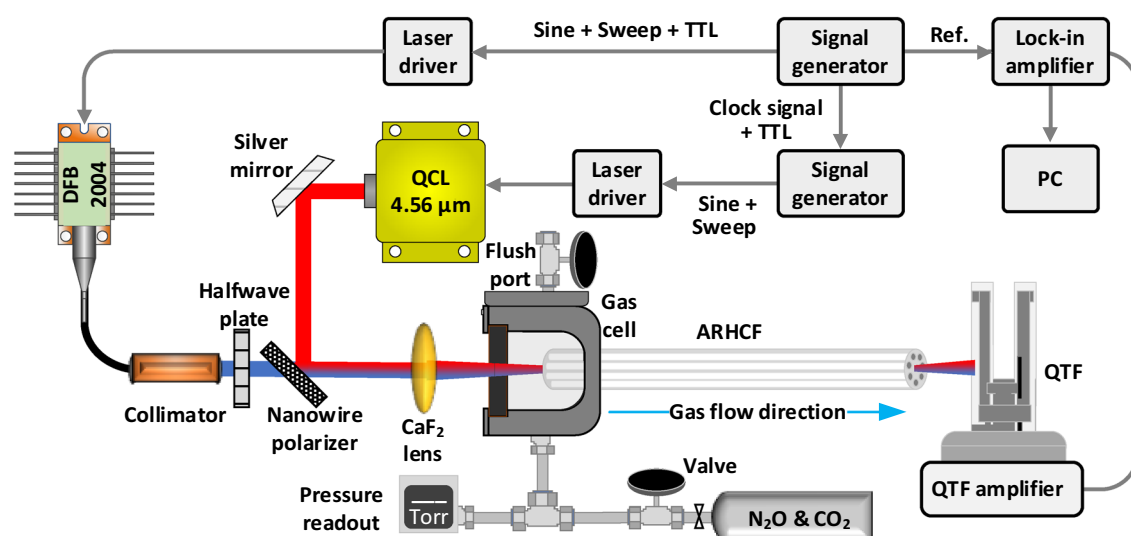 Laser
driver
Sine + Sweep + TTL
Signal
generator
Ref.
Lock-in
amplifier
Clock signal
+ TTL
Silver
mirror
DFB
2004
QCL
4.56 µm
Laser
driver
Sine +
Sweep
Signal
generator
PC
Flush
port
Gas
cell
Halfwave
plate
ARHCF
QTF
Collimator
Nanowire
polarizer
CaF₂
lens
Gas flow direction
Valve
QTF amplifier
Pressure
readout
Torr
N₂O & CO₂